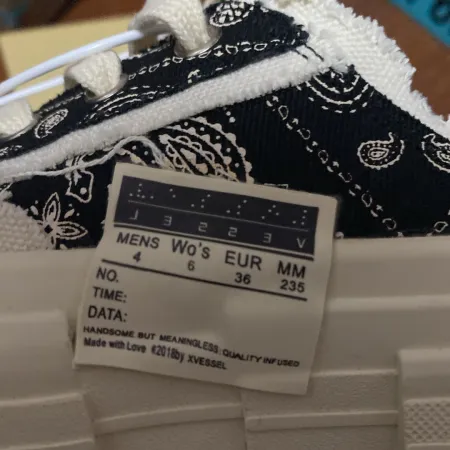 VESSEL
MENS Wo's EUR MM
4 6 36 235
NO.
TIME:
DATA:
HANDSOME BUT MEANINGLESS; QUALITY INFUSED
Made with Love ©2018by XVESSEL